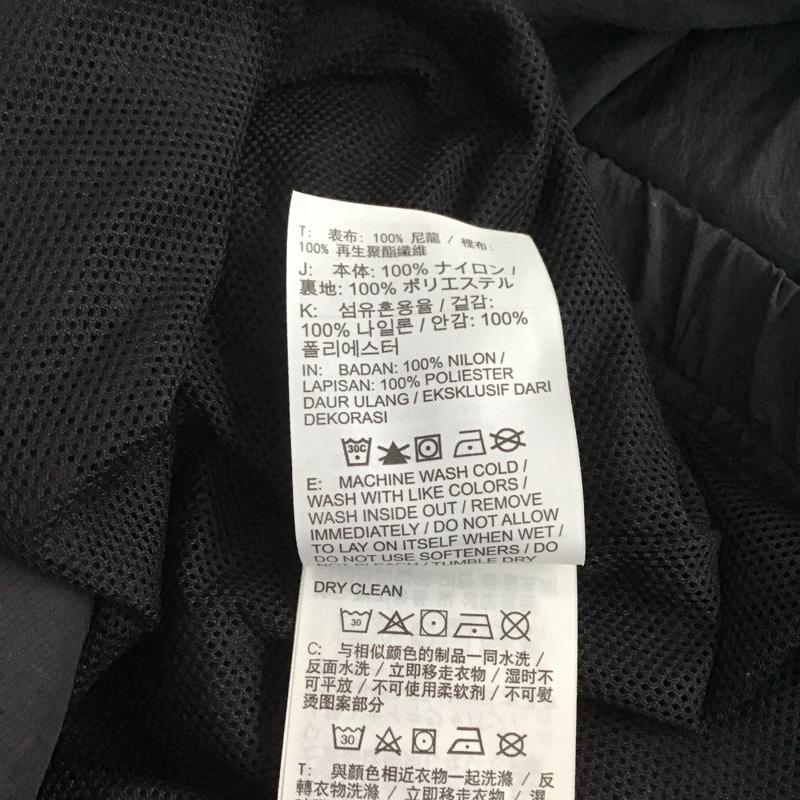 T: 表布: 100% 尼龍 / 裡布:
100% 再生聚酯纖維
J: 本体: 100% ナイロン /
裏地: 100% ポリエステル
K: 섬유혼용율 / 겉감:
100% 나일론 / 안감: 100%
폴리에스터
IN: BADAN: 100% NILON /
LAPISAN: 100% POLIESTER
DAUR ULANG / EKSKLUSIF DARI
DEKORASI
30C
E: MACHINE WASH COLD /
WASH WITH LIKE COLORS /
WASH INSIDE OUT / REMOVE
IMMEDIATELY / DO NOT ALLOW
TO LAY ON ITSELF WHEN WET /
DO NOT USE SOFTENERS / DO
NOT BLEACH / TUMBLE DRY
DRY CLEAN
30
C: 与相似颜色的制品一同水洗 /
反面水洗 / 立即移走衣物 / 湿时不
可平放 / 不可使用柔软剂 / 不可熨
烫图案部分
30
T: 與顏色相近衣物一起洗滌 / 反
轉衣物洗滌 / 立即移走衣物 / 濕